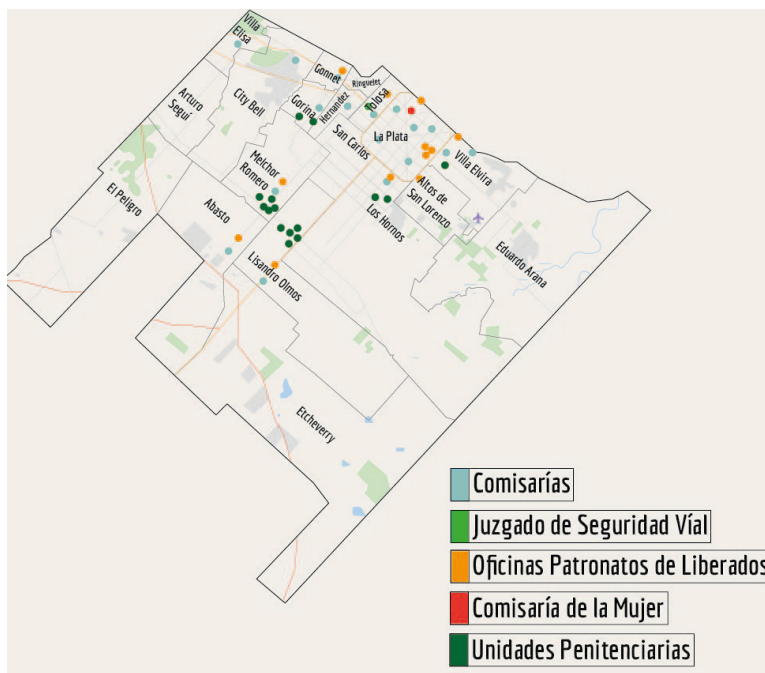 Villa
Elisa
Gonnet
Ringuelet
Tolosa
Arturo
Seguí
City Bell
Gorina
Hernandez
La Plata
San Carlos
Villa Elvira
Melchor
Romero
El Peligro
Abasto
Altos de
San Lorenzo
Los Hornos
Eduardo Arana
Lisandro Olmos
Etcheverry
Comisarías
Juzgado de Seguridad Víal
Oficinas Patronatos de Liberados
Comisaría de la Mujer
Unidades Penitenciarias